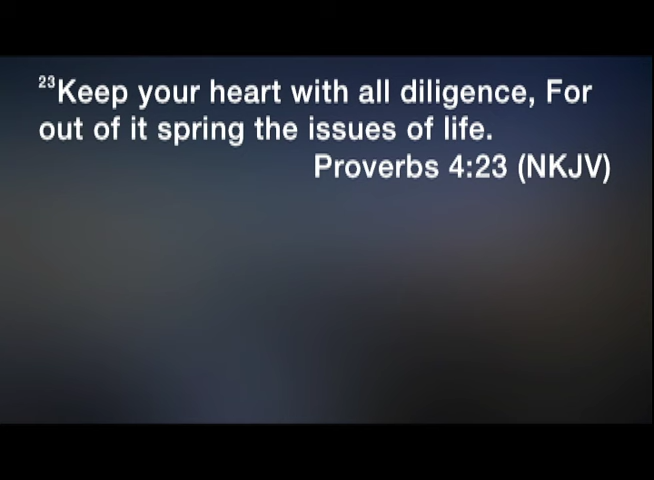 23Keep your heart with all diligence, For
out of it spring the issues of life.
Proverbs 4:23 (NKJV)